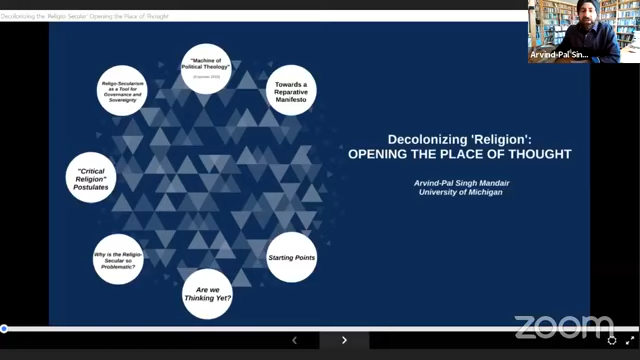 Decolonizing the 'Religio-Secular' Opening the Place of Thought'
Arvind-Pal Sin...
"Machine of
Political Theology"
Religio-Secularism
as a Tool for
Governance and
Sovereignty
Towards a
Reparative
Manifesto
"Critical
Religion"
Postulates
Why is the Religio-
Secular so
Problematic?
Are we
Thinking Yet?
Starting Points
Decolonizing 'Religion':
OPENING THE PLACE OF THOUGHT
Arvind-Pal Singh Mandair
University of Michigan
zoom